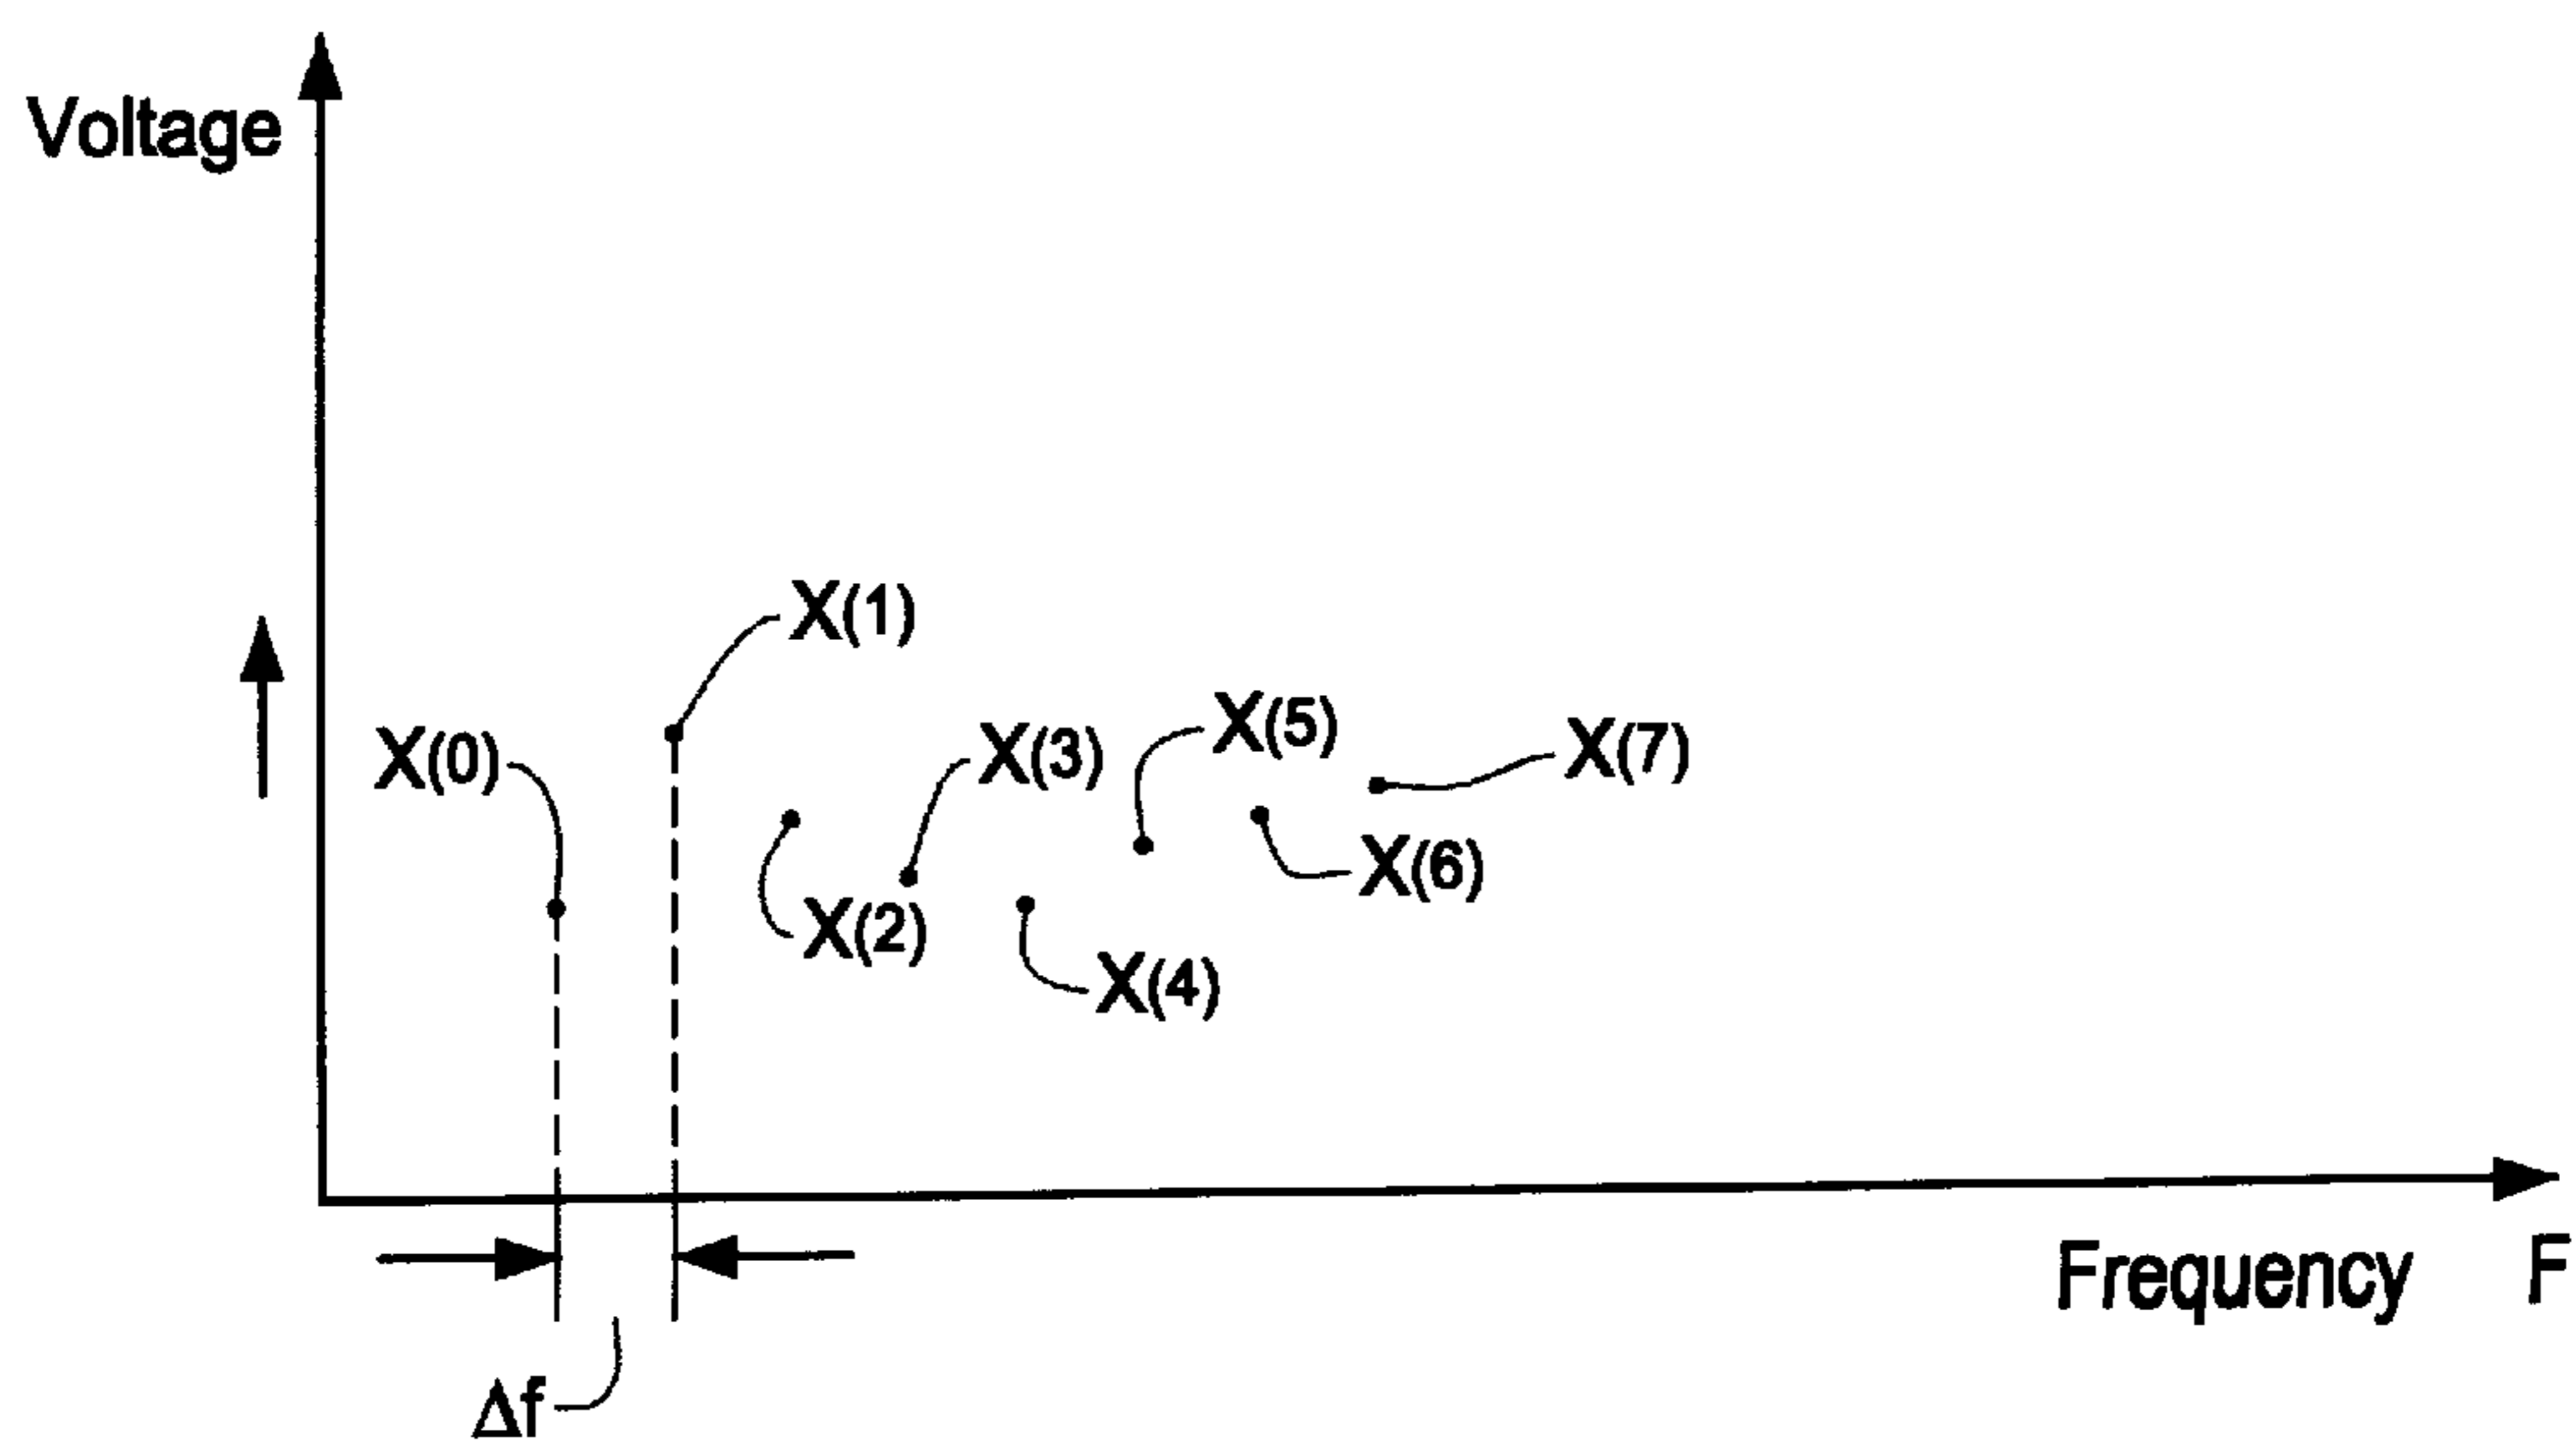 Voltage
X(1)
X(5)
X(7)
X(0)
X(3)
X(6)
X(2)
X(4)
Frequency F
Δf